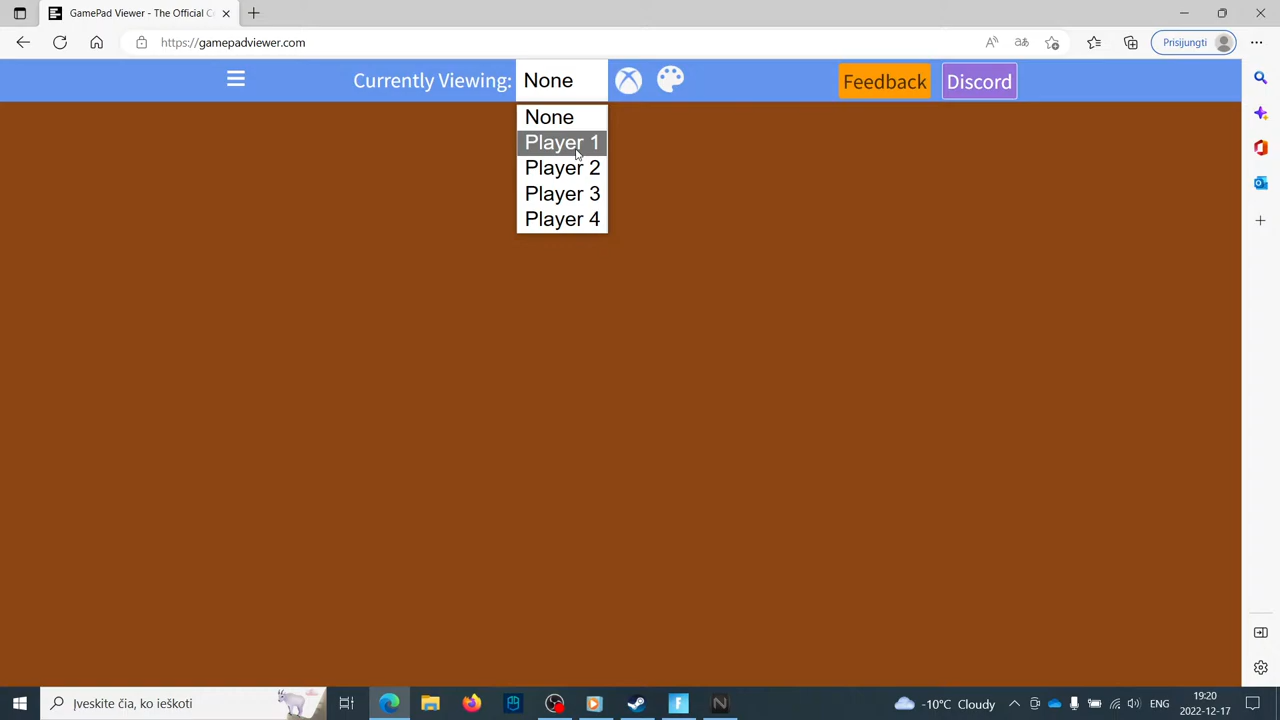 GamePad Viewer - The Official C
https://gamepadviewer.com
Prisijungti
Currently Viewing:
None
Feedback
Discord
None
Player 1
Player 2
Player 3
Player 4
Įveskite čia, ko ieškoti
-10°C Cloudy
ENG
19:20
2022-12-17